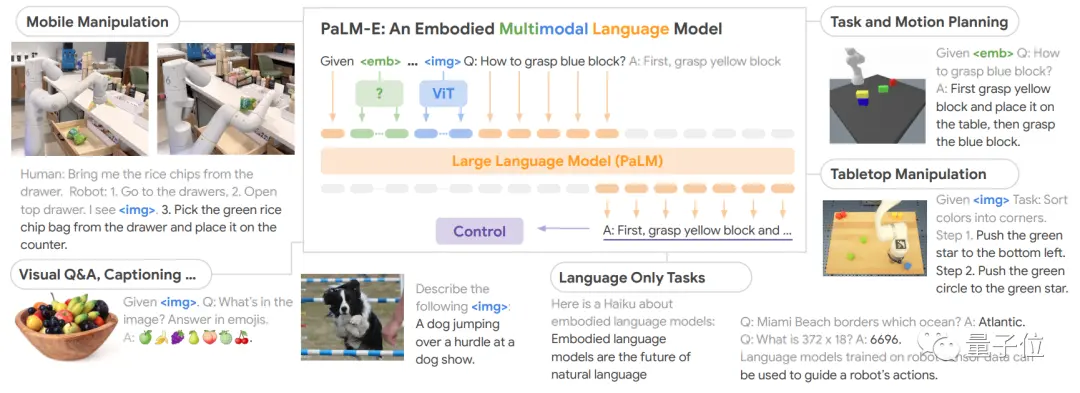 Mobile Manipulation
Human: Bring me the rice chips from the
drawer. Robot: 1. Go to the drawers, 2. Open
top drawer. I see <img>. 3. Pick the green rice
chip bag from the drawer and place it on the
counter.
Visual Q&A, Captioning ...
Given <img>. Q: What's in the
image? Answer in emojis.
A: 🍏🍌🍇🍐🍑🍈🍒.
PaLM-E: An Embodied Multimodal Language Model
Given <emb> ... <img> Q: How to grasp blue block? A: First, grasp yellow block
?
ViT
Large Language Model (PaLM)
Control
A: First, grasp yellow block and ...
Describe the
following <img>:
A dog jumping
over a hurdle at a
dog show.
Language Only Tasks
Here is a Haiku about
embodied language models:
Embodied language
models are the future of
natural language
Q: Miami Beach borders which ocean? A: Atlantic.
Q: What is 372 x 18? A: 6696.
Language models trained on robot sensor data can
be used to guide a robot's actions.
Task and Motion Planning
Given <emb> Q: How
to grasp blue block?
A: First grasp yellow
block and place it on
the table, then grasp
the blue block.
Tabletop Manipulation
Given <img> Task: Sort
colors into corners.
Step 1. Push the green
star to the bottom left.
Step 2. Push the green
circle to the green star.
量子位